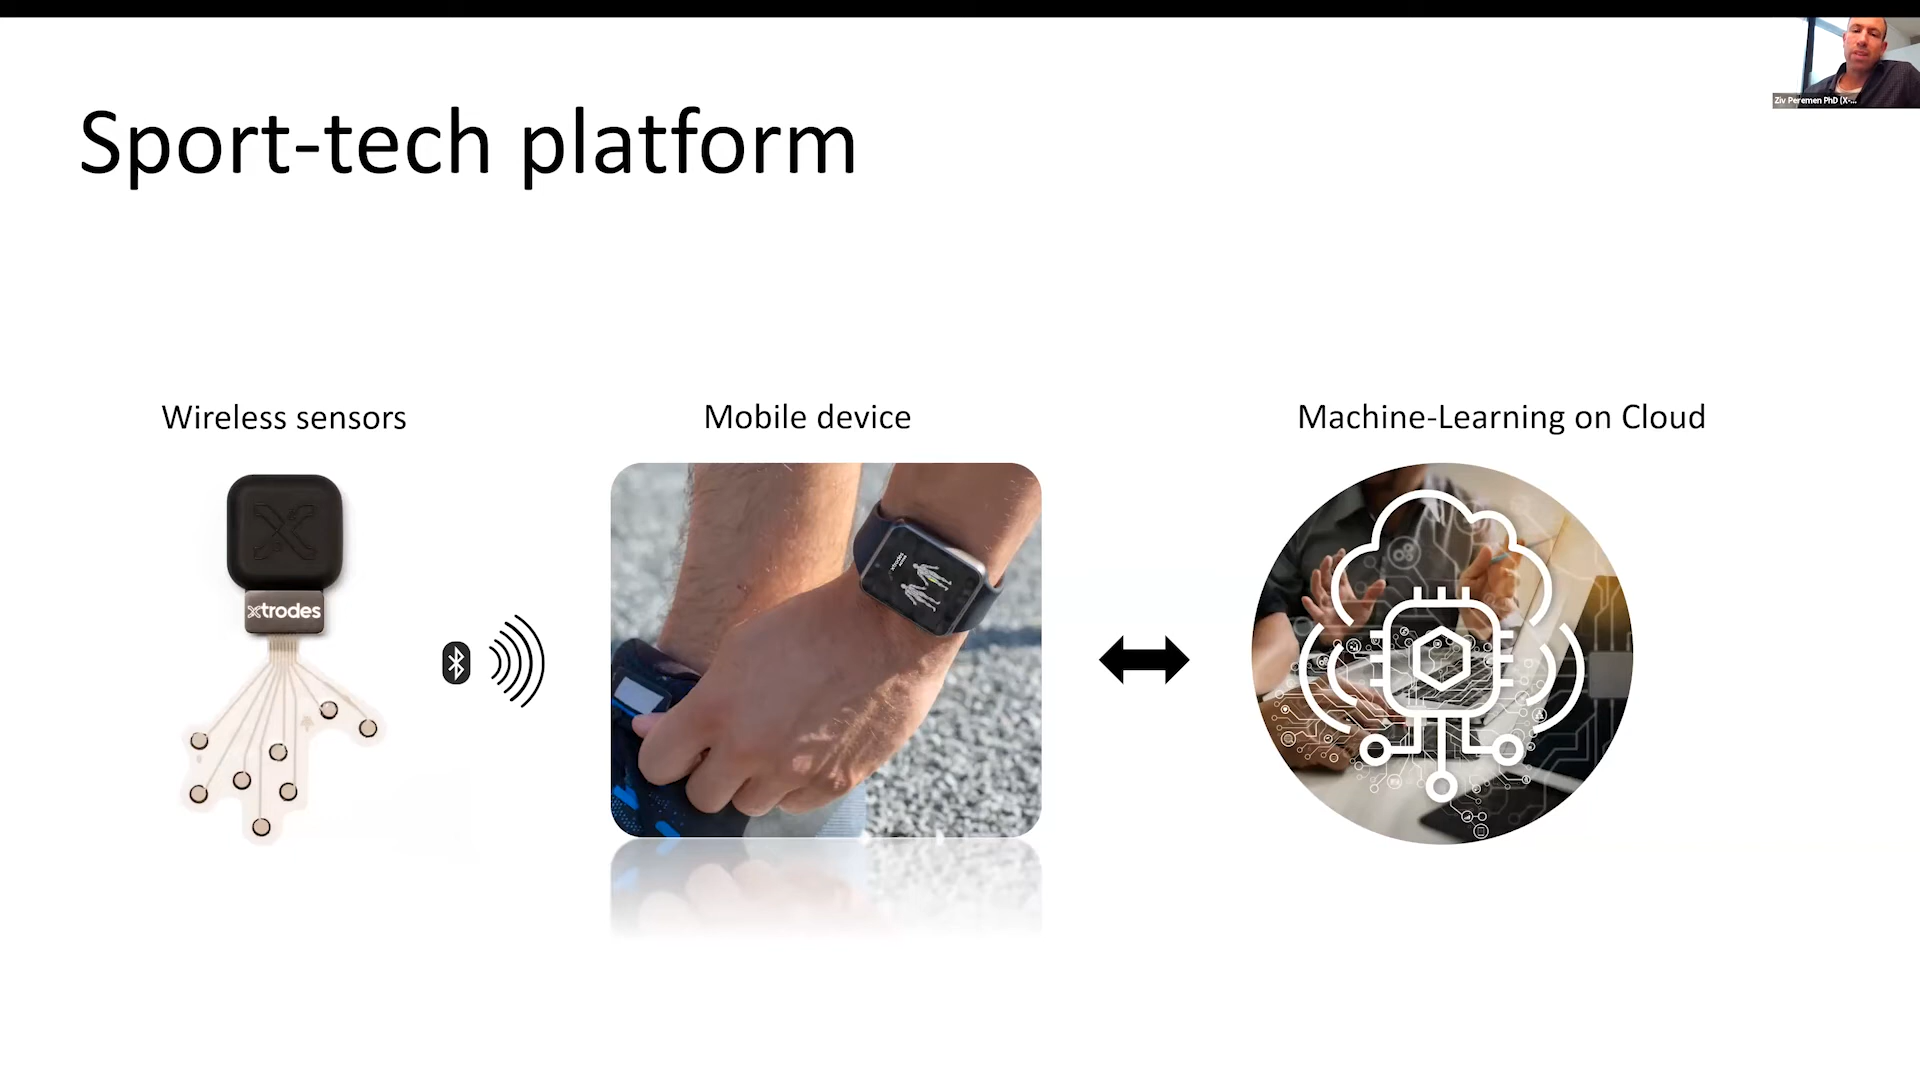 Ziv Peremen PhD (X-...
Sport-tech platform
Wireless sensors
Mobile device
Machine-Learning on Cloud
xtrodes